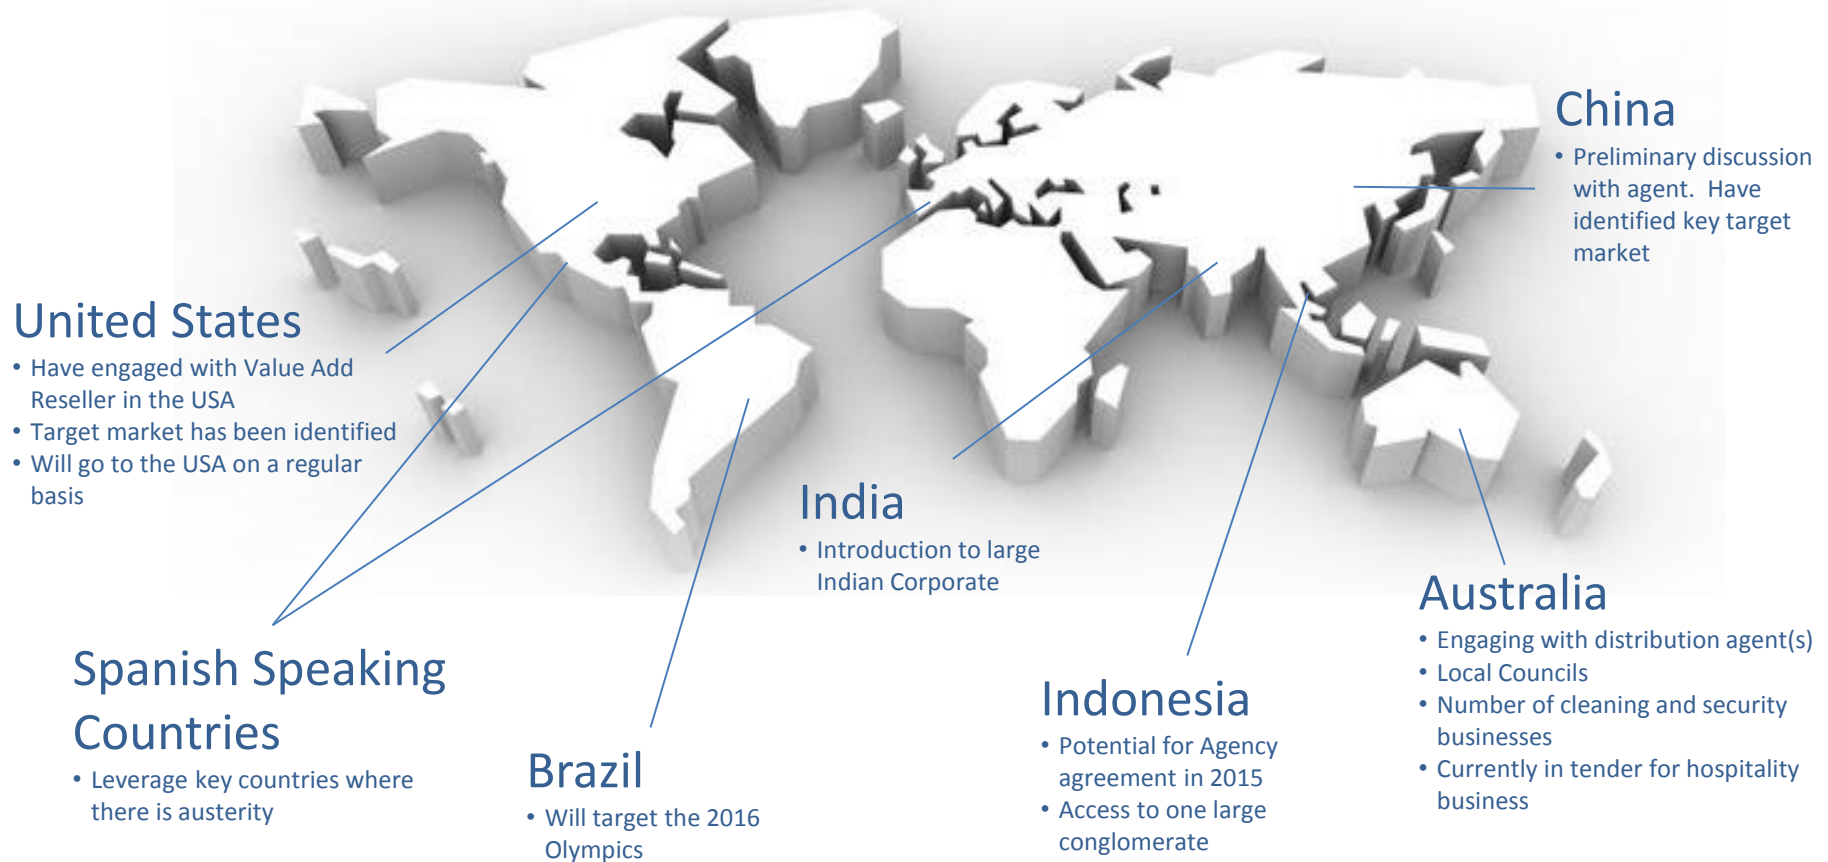 China
• Preliminary discussion
with agent.  Have
identified key target
market
United States
• Have engaged with Value Add
Reseller in the USA
• Target market has been identified
• Will go to the USA on a regular
basis
India
• Introduction to large
Indian Corporate
Australia
• Engaging with distribution agent(s)
• Local Councils
• Number of cleaning and security
businesses
• Currently in tender for hospitality
business
Spanish Speaking
Countries
• Leverage key countries where
there is austerity
Brazil
• Will target the 2016
Olympics
Indonesia
• Potential for Agency
agreement in 2015
• Access to one large
conglomerate